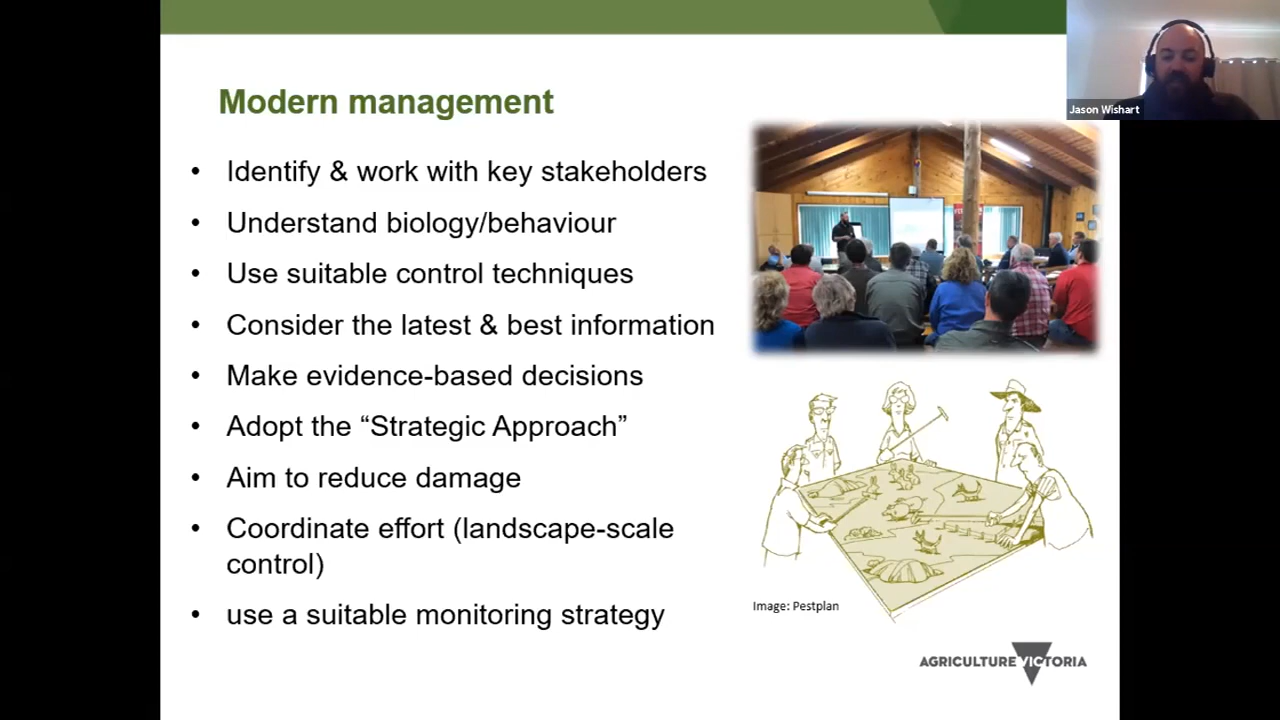 Jason Wishart
Modern management
• Identify & work with key stakeholders
• Understand biology/behaviour
• Use suitable control techniques
• Consider the latest & best information
• Make evidence-based decisions
• Adopt the “Strategic Approach”
• Aim to reduce damage
• Coordinate effort (landscape-scale
control)
• use a suitable monitoring strategy
Image: Pestplan
AGRICULTURE VICTORIA